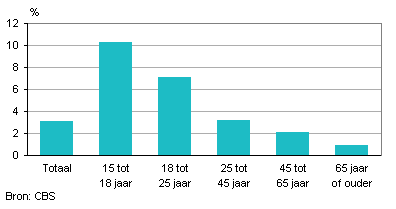 %
12
10
8
6
4
2
0
Totaal
15 tot
18 jaar
18 tot
25 jaar
25 tot
45 jaar
45 tot
65 jaar
65 jaar
of ouder
Bron: CBS